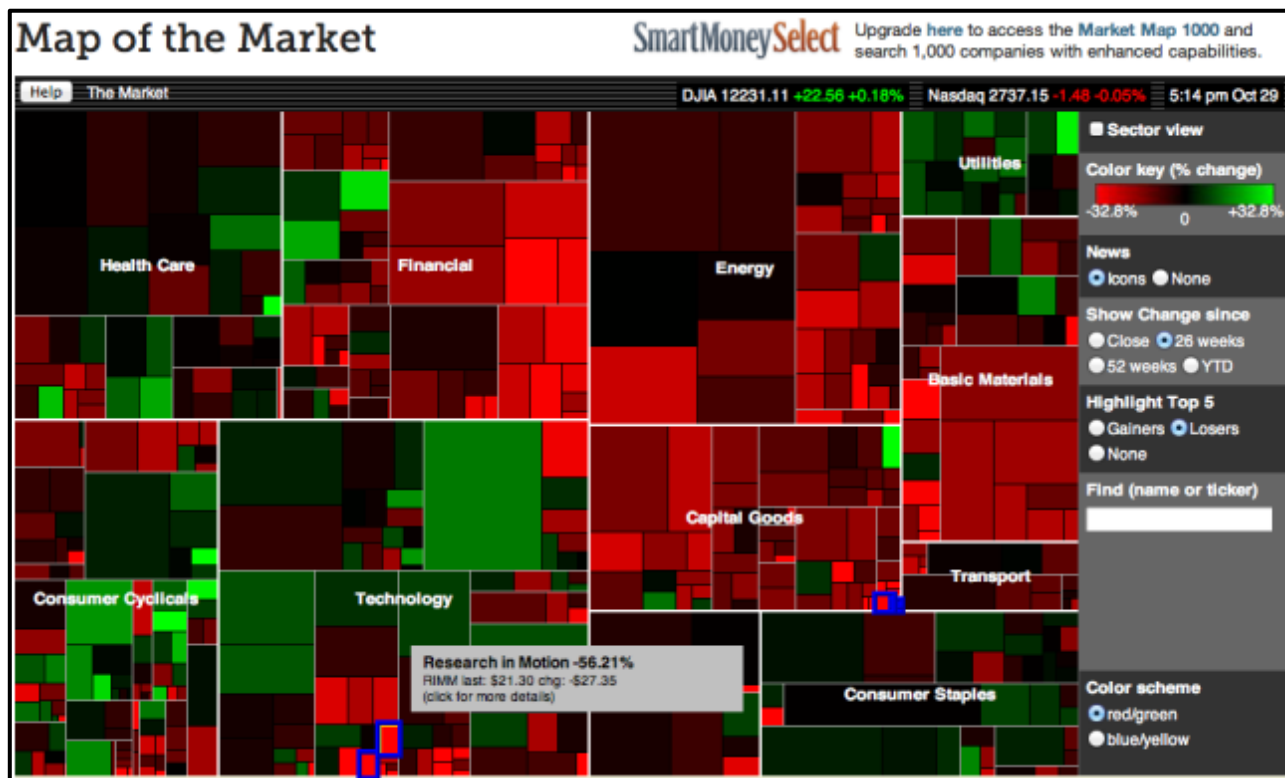 Map of the Market
SmartMoneySelect
Upgrade here to access the Market Map 1000 and
search 1,000 companies with enhanced capabilities.
Help
The Market
DJIA 12231.11 +22.56 +0.18%
Nasdaq 2737.15 -1.48 -0.05%
5:14 pm Oct 29
Health Care
Financial
Energy
Utilities
Basic Materials
Capital Goods
Transport
Consumer Cyclicals
Technology
Research in Motion -56.21%
RIMM last: $21.30 chg: -$27.35
(click for more details)
Consumer Staples
Sector view
Color key (% change)
-32.8% 0 +32.8%
News
Icons None
Show Change since
Close 26 weeks
52 weeks YTD
Highlight Top 5
Gainers Losers
None
Find (name or ticker)
Color scheme
red/green
blue/yellow